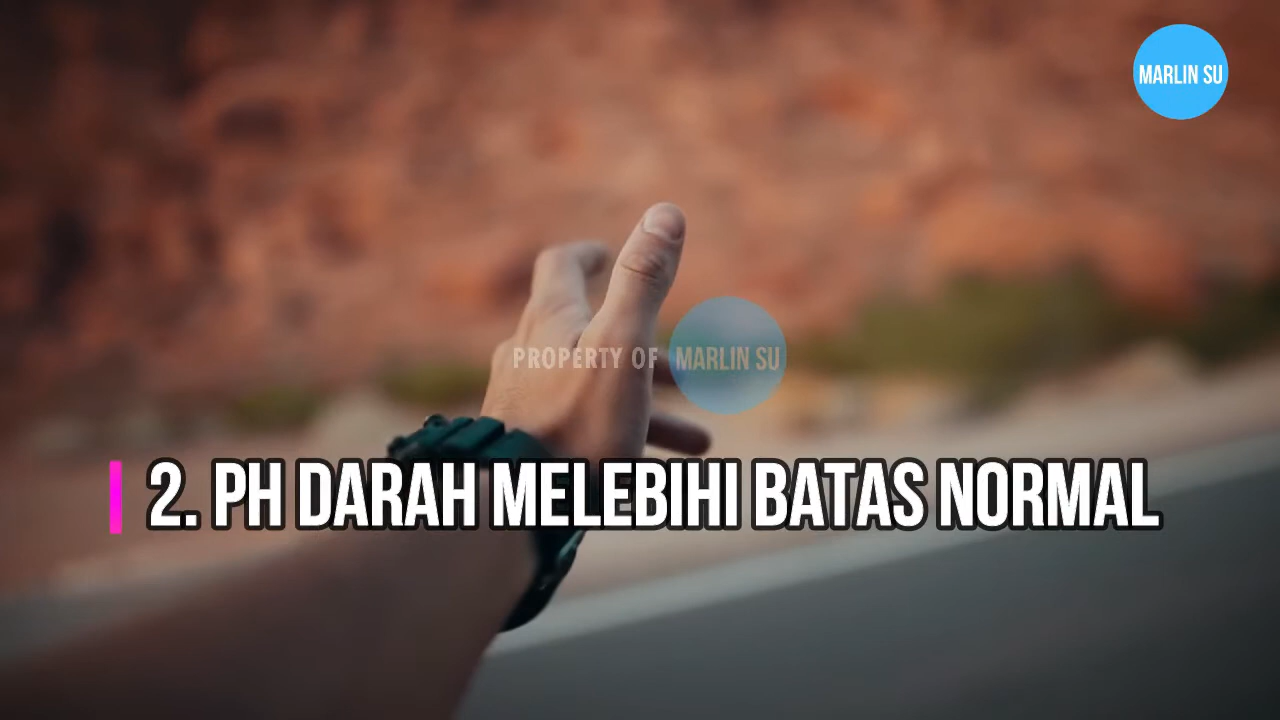 MARLIN SU
PROPERTY OF MARLIN SU
2. PH DARAH MELEBIHI BATAS NORMAL